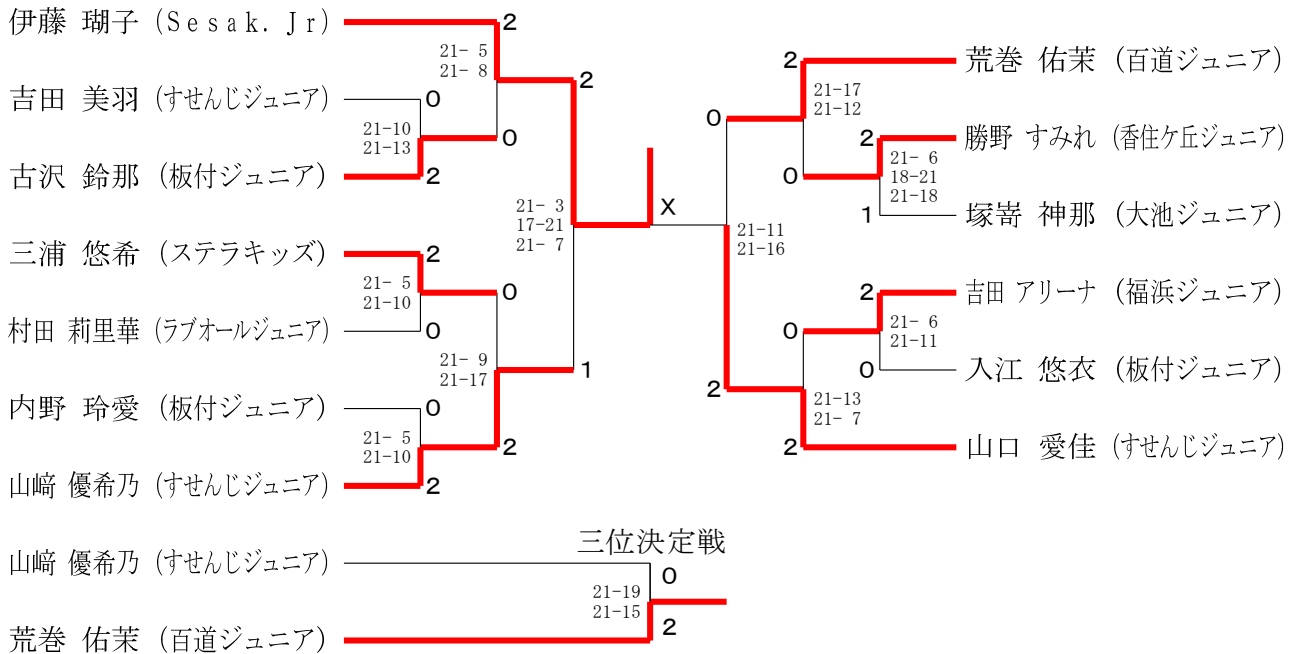 伊藤 瑚子 (Sesak. Jr)
2
21- 5
21- 8
2
吉田 美羽 (すせんじジュニア)
0
21-10
21-13
0
古沢 鈴那 (板付ジュニア)
2
21- 3
17-21
21- 7
三浦 悠希 (ステラキッズ)
2
21- 5
21-10
0
村田 莉里華 (ラブオールジュニア)
0
21- 9
21-17
1
内野 玲愛 (板付ジュニア)
0
21- 5
21-10
2
山﨑 優希乃 (すせんじジュニア)
2
X
2
荒巻 佑茉 (百道ジュニア)
21-17
21-12
0
2
勝野 すみれ (香住ケ丘ジュニア)
21- 6
18-21
21-18
0
1
塚嵜 神那 (大池ジュニア)
21-11
21-16
2
吉田 アリーナ (福浜ジュニア)
0
21- 6
21-11
0
入江 悠衣 (板付ジュニア)
2
21-13
21- 7
2
山口 愛佳 (すせんじジュニア)
三位決定戦
山﨑 優希乃 (すせんじジュニア)
0
21-19
21-15
2
荒巻 佑茉 (百道ジュニア)